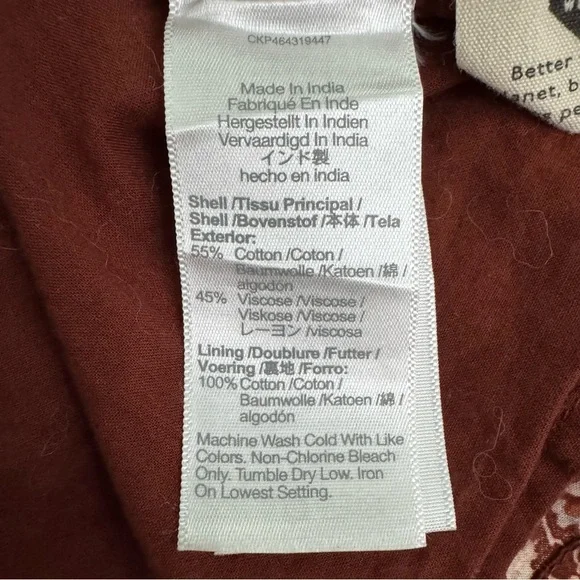 CKP464319447
Made In India
Fabriqué En Inde
Hergestellt In Indien
Vervaardigd In India
インド製
hecho en india
Shell /Tissu Principal /
Shell /Bovenstof /本体 /Tela
Exterior:
55% Cotton /Coton /
Baumwolle /Katoen /綿 /
algodón
45% Viscose /Viscose /
Viskose /Viscose /
レーヨン /viscosa
Lining /Doublure /Futter /
Voering /裏地 /Forro:
100% Cotton /Coton /
Baumwolle /Katoen /綿 /
algodón
Machine Wash Cold With Like
Colors. Non-Chlorine Bleach
Only. Tumble Dry Low. Iron
On Lowest Setting.
Better